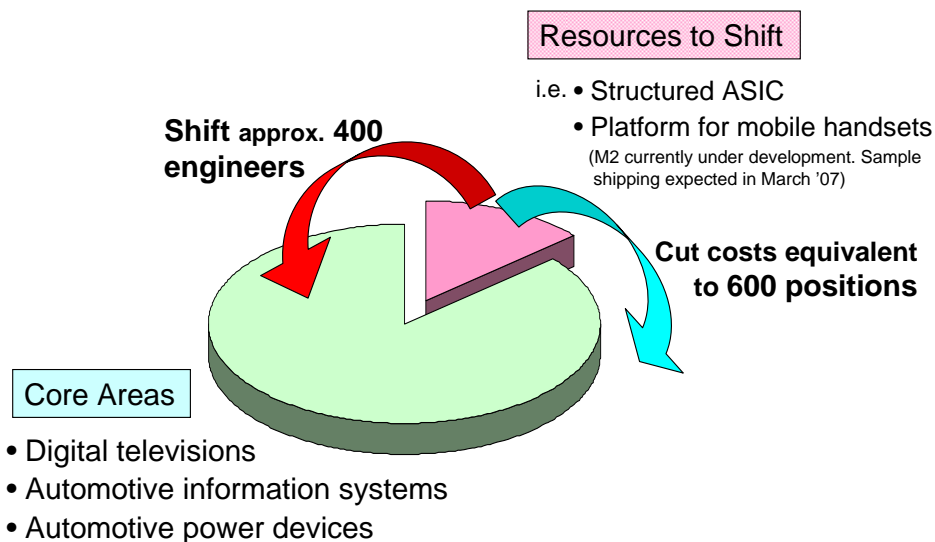 Resources to Shift
i.e. • Structured ASIC
• Platform for mobile handsets
(M2 currently under development. Sample
shipping expected in March '07)
Shift approx. 400
engineers
Cut costs equivalent
to 600 positions
Core Areas
• Digital televisions
• Automotive information systems
• Automotive power devices